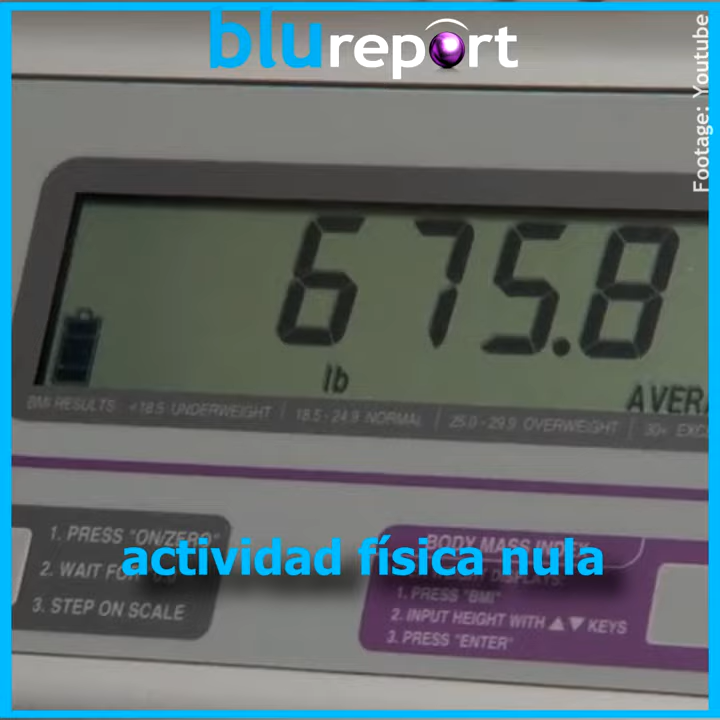 blureport
Footage: Youtube
675.8
lb
BMI RESULTS: <18.5 UNDERWEIGHT | 18.5 - 24.9 NORMAL | 25.0 - 29.9 OVERWEIGHT | 30+
1. PRESS "ON/ZERO"
2. WAIT FOR
3. STEP ON SCALE
actividad física nula
BODY MASS INDEX
1. PRESS "BMI"
2. INPUT HEIGHT WITH ▲▼ KEYS
3. PRESS "ENTER"